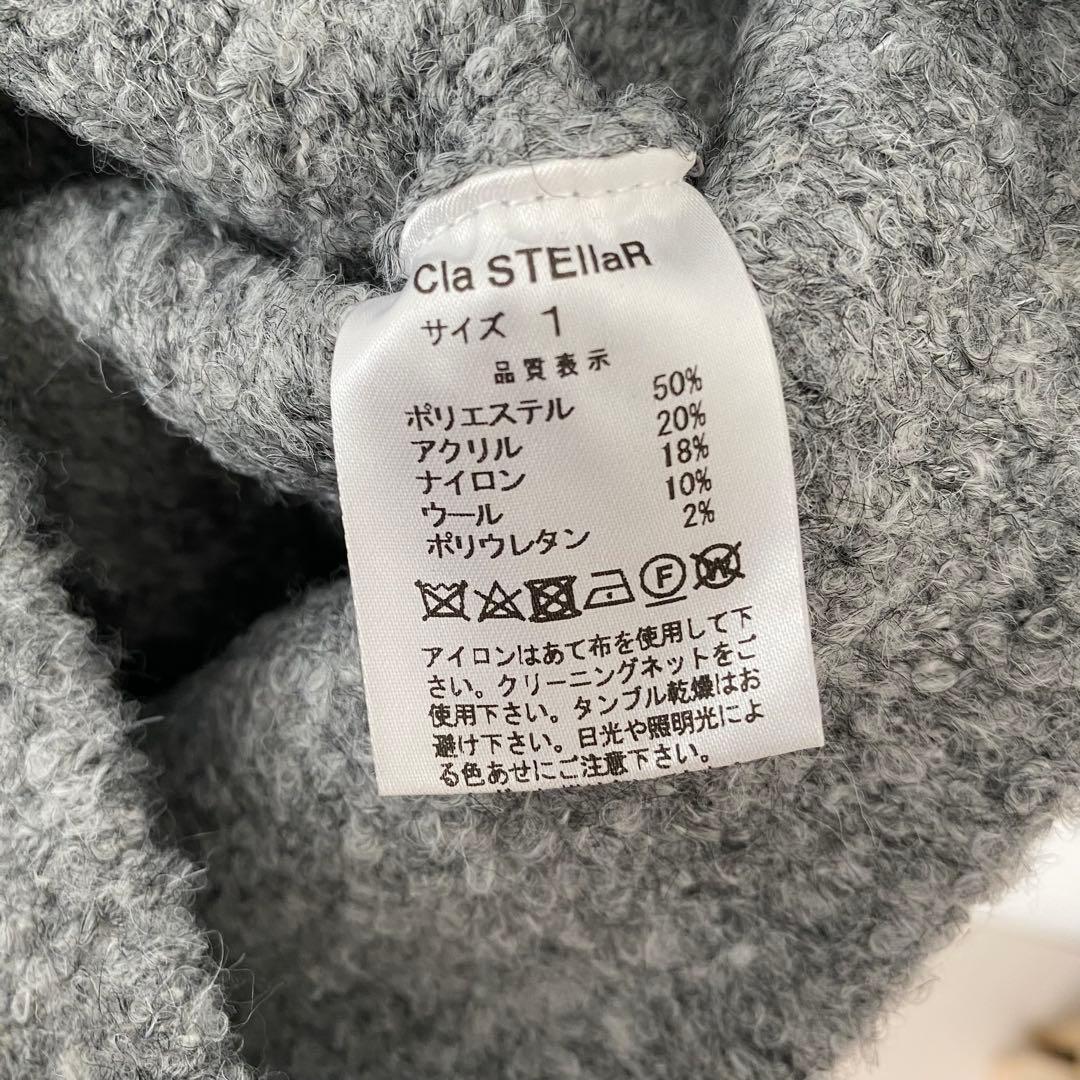 Cla STEllaR
サイズ 1
品質表示
ポリエステル 50%
アクリル 20%
ナイロン 18%
ウール 10%
ポリウレタン 2%
F W
アイロンはあて布を使用して下
さい。クリーニングネットをご
使用下さい。タンブル乾燥はお
避け下さい。日光や照明光によ
る色あせにご注意下さい。